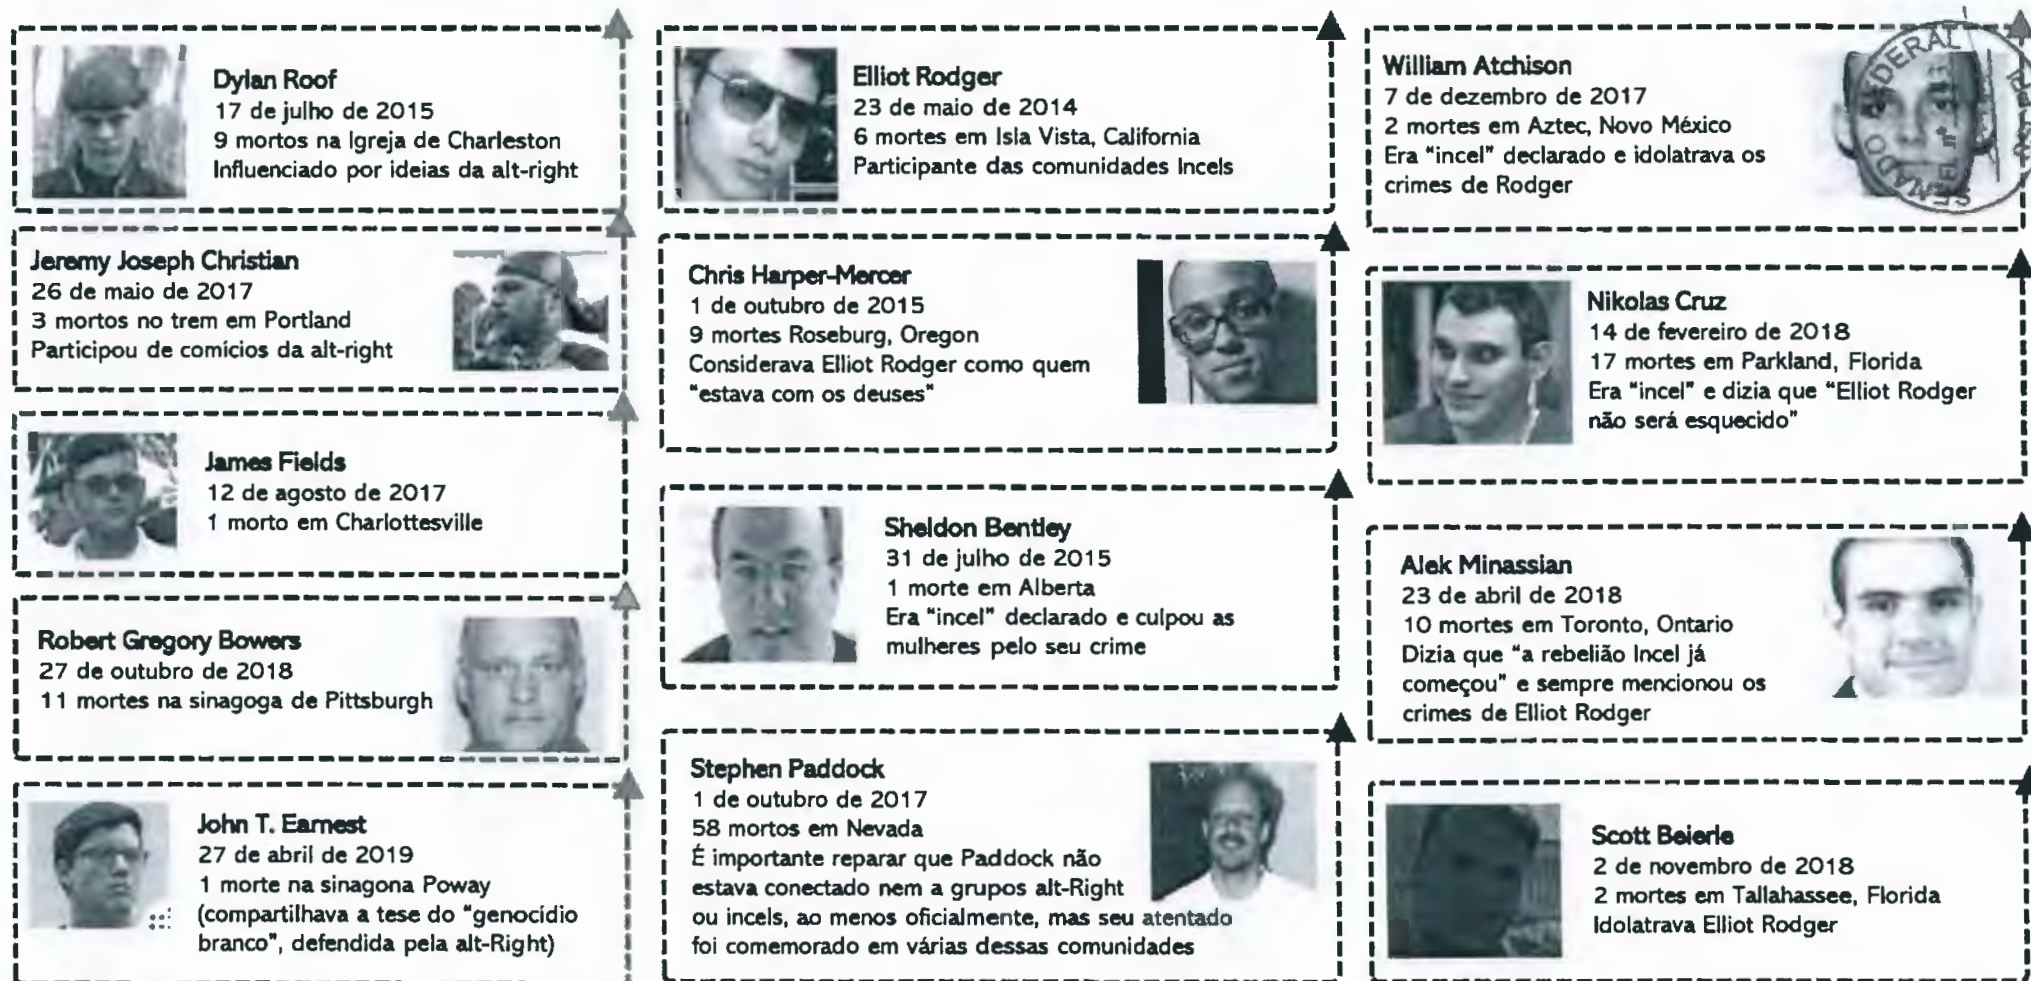 Dylan Roof
17 de julho de 2015
9 mortos na Igreja de Charleston
Influenciado por ideias da alt-right
Jeremy Joseph Christian
26 de maio de 2017
3 mortos no trem em Portland
Participou de comícios da alt-right
James Fields
12 de agosto de 2017
1 morto em Charlottesville
Robert Gregory Bowers
27 de outubro de 2018
11 mortes na sinagoga de Pittsburgh
John T. Earnest
27 de abril de 2019
1 morte na sinagona Poway
(compartilhava a tese do "genocídio
branco", defendida pela alt-Right)
Elliot Rodger
23 de maio de 2014
6 mortes em Isla Vista, California
Participante das comunidades Incels
Chris Harper-Mercer
1 de outubro de 2015
9 mortes Roseburg, Oregon
Considerava Elliot Rodger como quem
"estava com os deuses"
Sheldon Bentley
31 de julho de 2015
1 morte em Alberta
Era "incel" declarado e culpou as
mulheres pelo seu crime
Stephen Paddock
1 de outubro de 2017
58 mortos em Nevada
É importante reparar que Paddock não
estava conectado nem a grupos alt-Right
ou incels, ao menos oficialmente, mas seu atentado
foi comemorado em várias dessas comunidades
William Atchison
7 de dezembro de 2017
2 mortes em Aztec, Novo México
Era "incel" declarado e idolatrava os
crimes de Rodger
SENADO FEDERAL
Nikolas Cruz
14 de fevereiro de 2018
17 mortes em Parkland, Florida
Era "incel" e dizia que "Elliot Rodger
não será esquecido"
Alek Minassian
23 de abril de 2018
10 mortes em Toronto, Ontario
Dizia que "a rebelião Incel já
começou" e sempre mencionou os
crimes de Elliot Rodger
Scott Beierle
2 de novembro de 2018
2 mortes em Tallahassee, Florida
Idolatrava Elliot Rodger